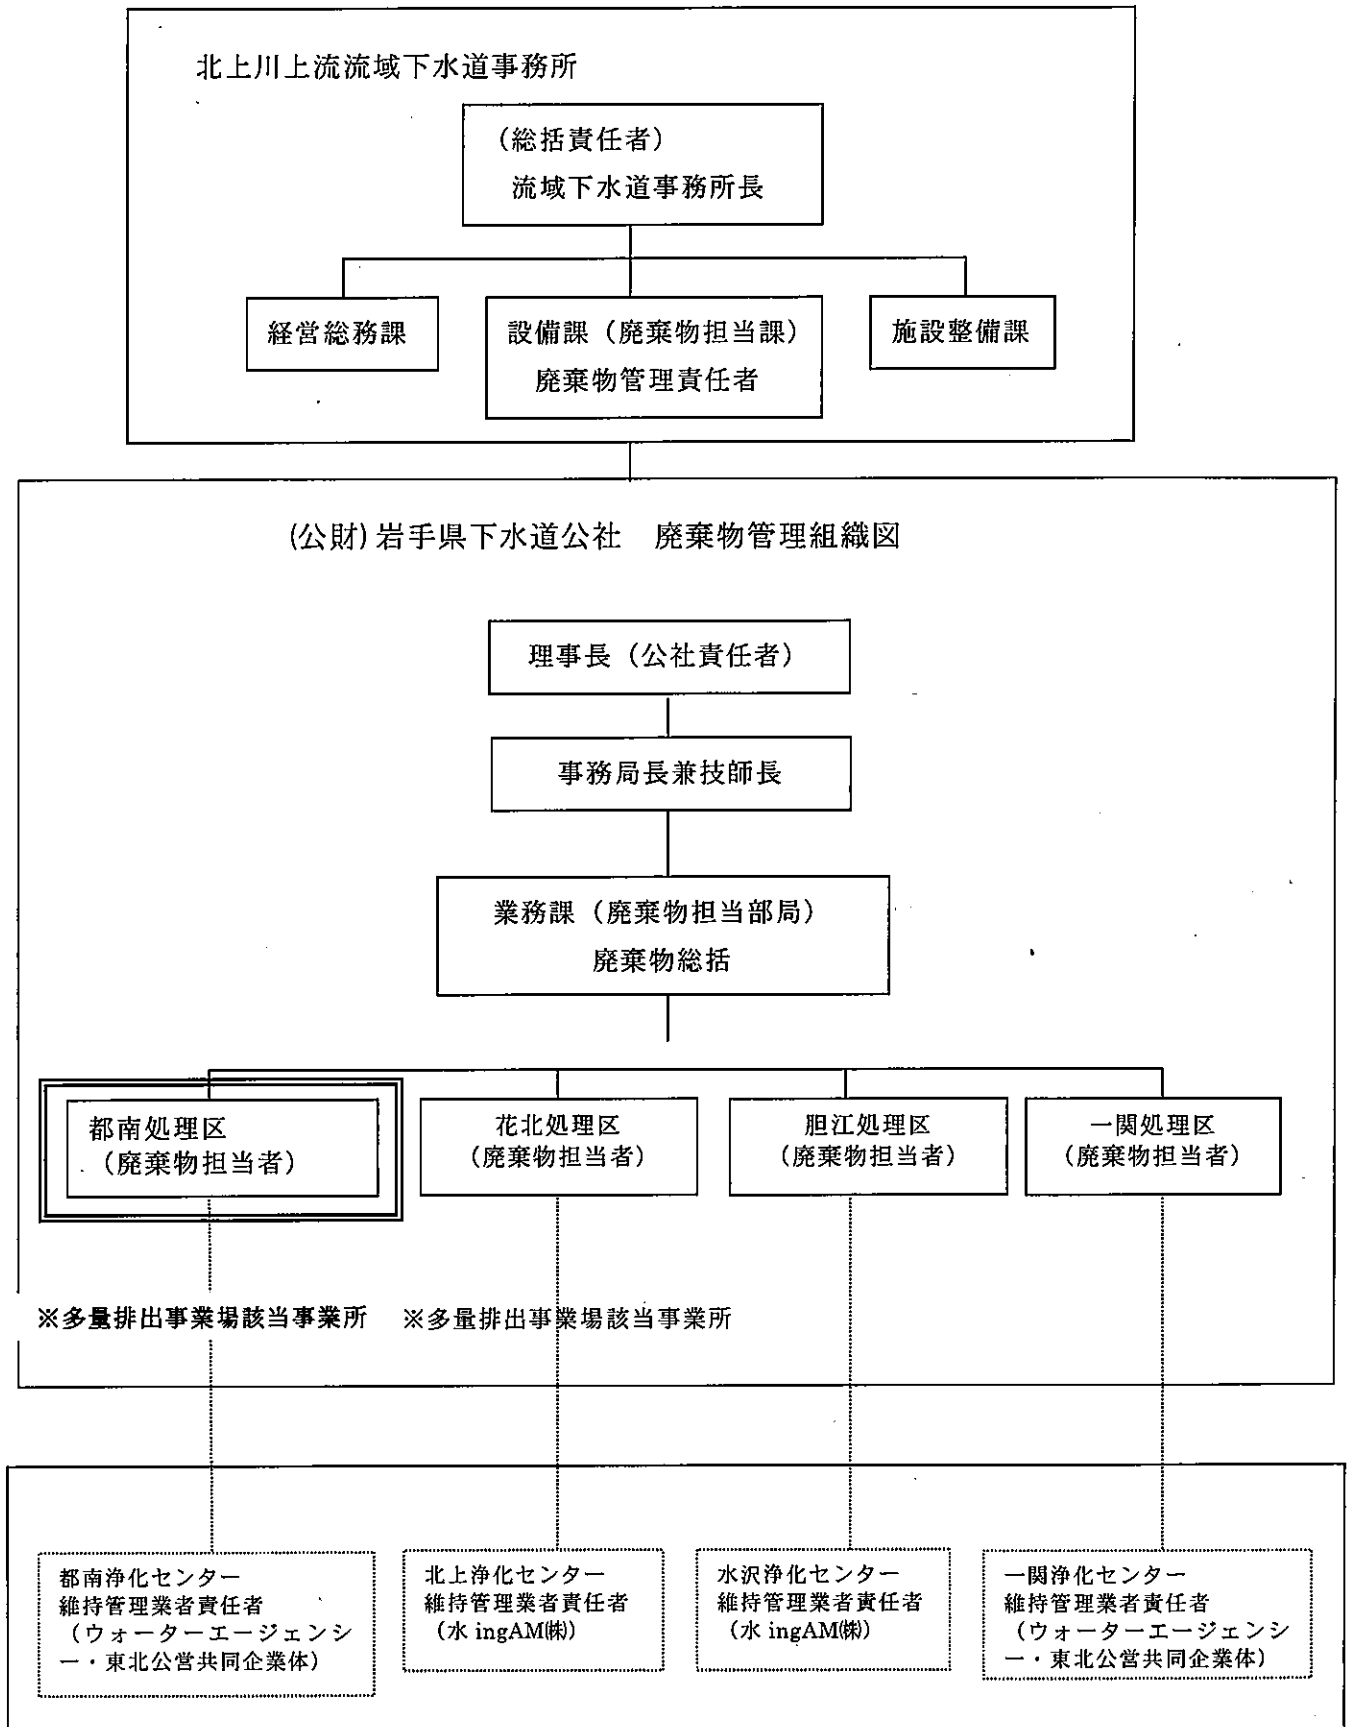 北上川上流流域下水道事務所
(総括責任者)
流域下水道事務所長
経営総務課
設備課（廃棄物担当課）
廃棄物管理責任者
施設整備課
(公財) 岩手県下水道公社　廃棄物管理組織図
理事長（公社責任者）
事務局長兼技師長
業務課（廃棄物担当部局）
廃棄物総括
都南処理区
（廃棄物担当者）
花北処理区
（廃棄物担当者）
胆江処理区
（廃棄物担当者）
一関処理区
（廃棄物担当者）
※多量排出事業場該当事業所
※多量排出事業場該当事業所
都南浄化センター
維持管理業者責任者
（ウォーターエージェンシ
ー・東北公営共同企業体）
北上浄化センター
維持管理業者責任者
（水 ingAM㈱）
水沢浄化センター
維持管理業者責任者
（水 ingAM㈱）
一関浄化センター
維持管理業者責任者
（ウォーターエージェンシ
ー・東北公営共同企業体）